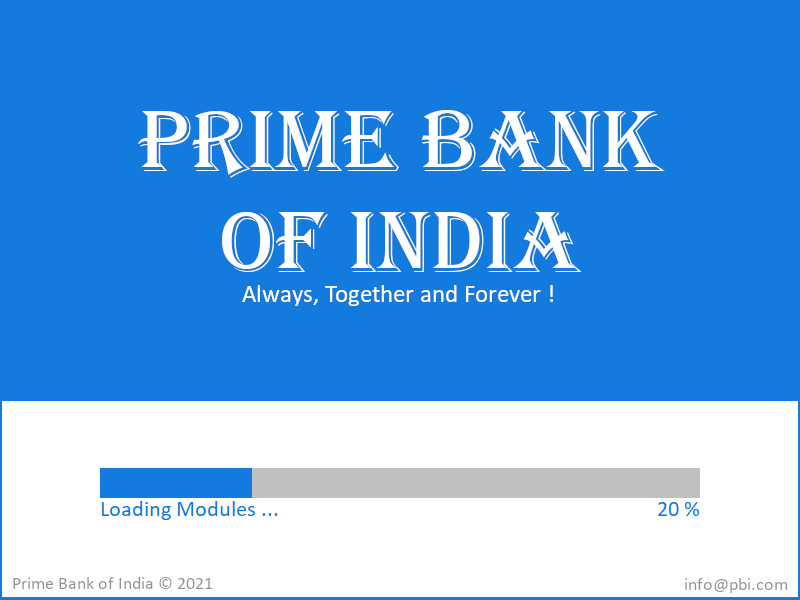 PRIME BANK
OF INDIA
Always, Together and Forever !
Loading Modules ...
20 %
Prime Bank of India © 2021
info@pbi.com